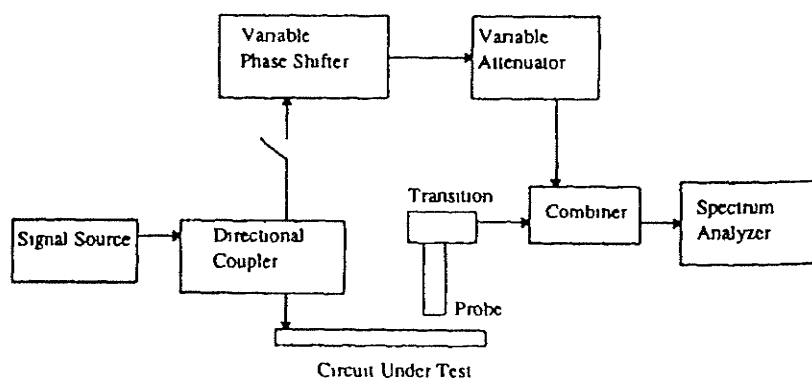 Variable
Phase Shifter
Variable
Attenuator
Transition
Combiner
Spectrum
Analyzer
Signal Source
Directional
Coupler
Probe
Circuit Under Test